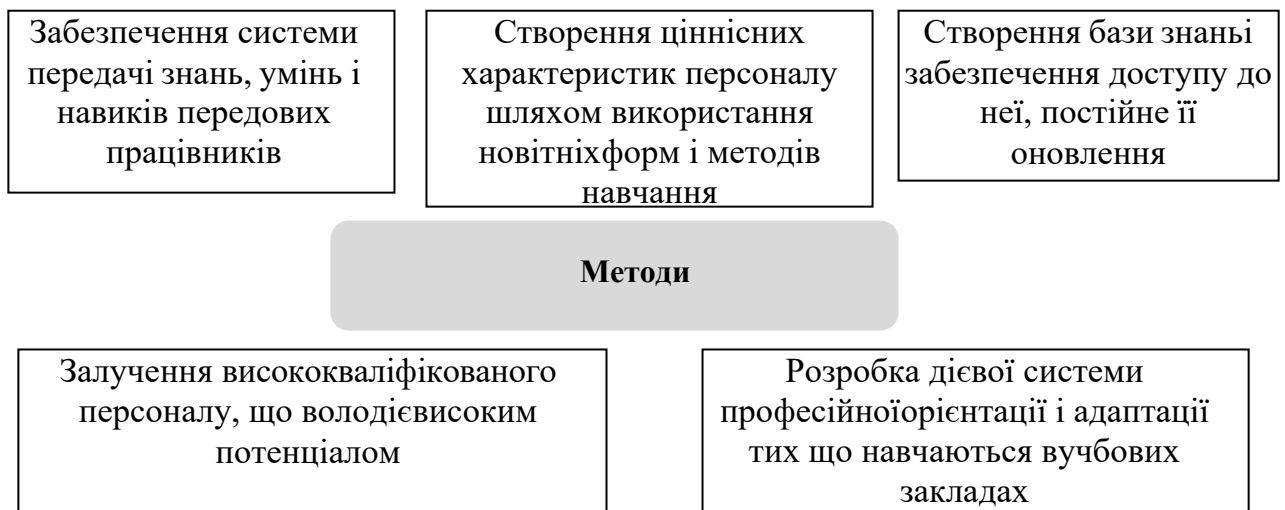 Забезпечення системи
передачі знань, умінь і
навиків передових
працівників
Створення ціннісних
характеристик персоналу
шляхом використання
новітніхформ і методів
навчання
Створення бази знаньі
забезпечення доступу до
неї, постійне її
оновлення
Методи
Залучення висококваліфікованого
персоналу, що володієвисоким
потенціалом
Розробка дієвої системи
професійноїорієнтації і адаптації
тих що навчаються вучбових
закладах